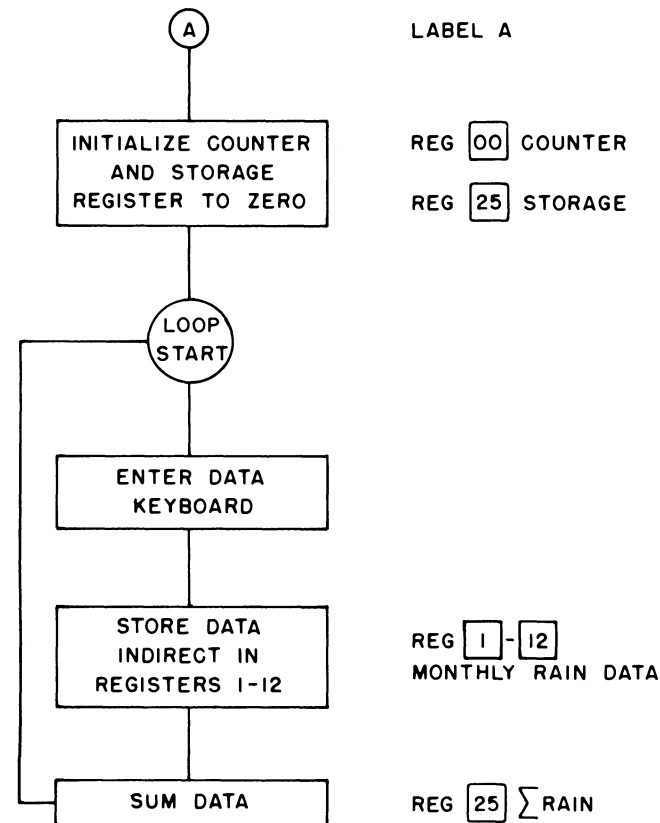 A
LABEL A
INITIALIZE COUNTER
AND STORAGE
REGISTER TO ZERO
REG 00 COUNTER
REG 25 STORAGE
LOOP
START
ENTER DATA
KEYBOARD
STORE DATA
INDIRECT IN
REGISTERS 1-12
REG 1 - 12
MONTHLY RAIN DATA
SUM DATA
REG 25 ∑ RAIN